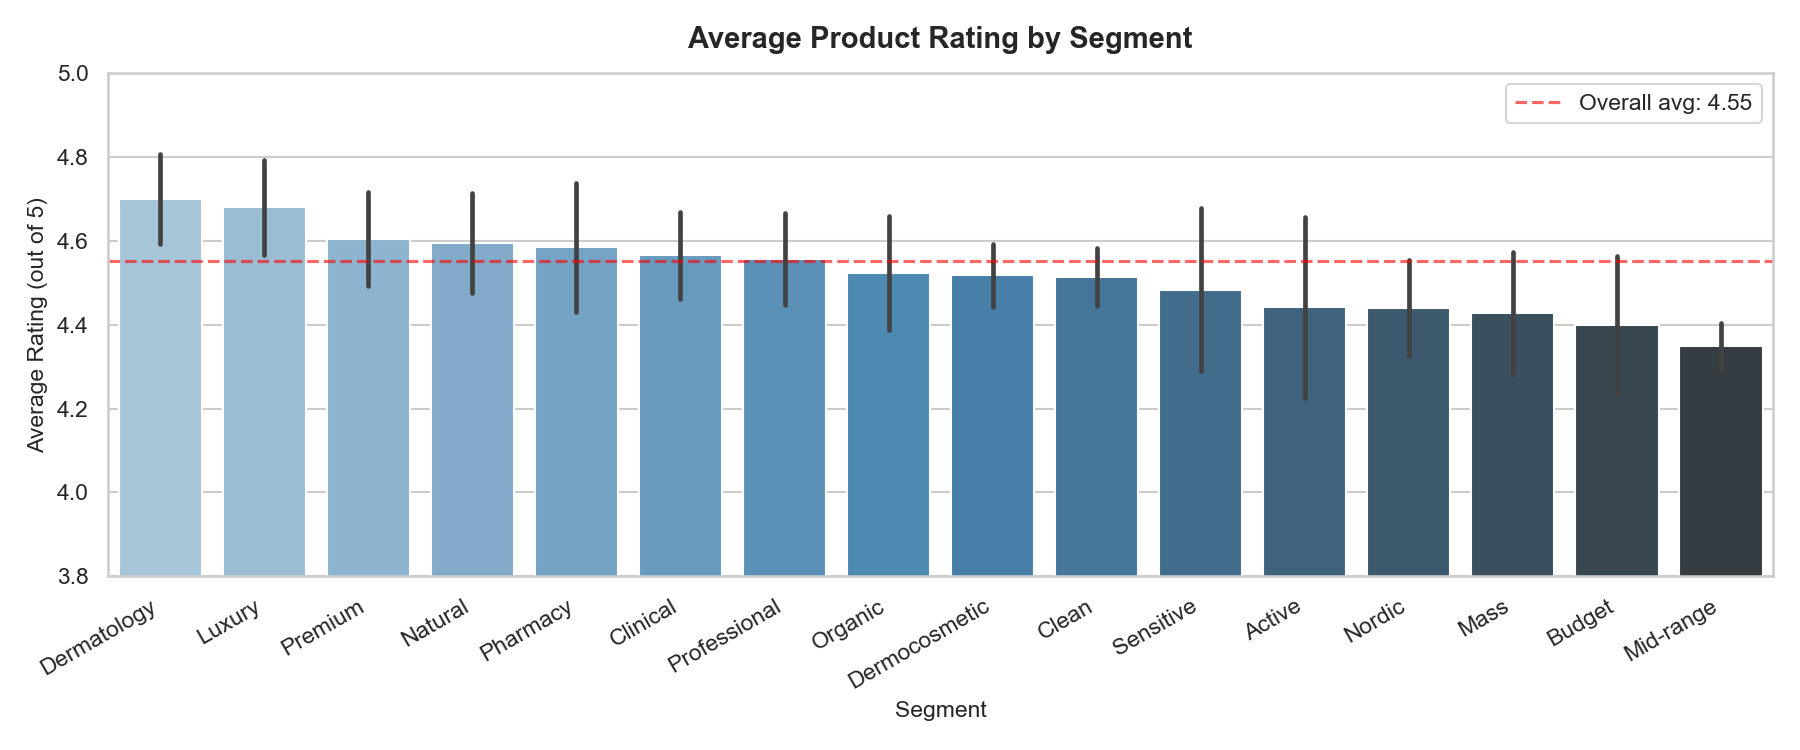 Average Product Rating by Segment
Overall avg: 4.55
Average Rating (out of 5)
5.0
4.8
4.6
4.4
4.2
4.0
3.8
Dermatology
Luxury
Premium
Natural
Pharmacy
Clinical
Professional
Organic
Dermocosmetic
Clean
Sensitive
Active
Nordic
Mass
Budget
Mid-range
Segment